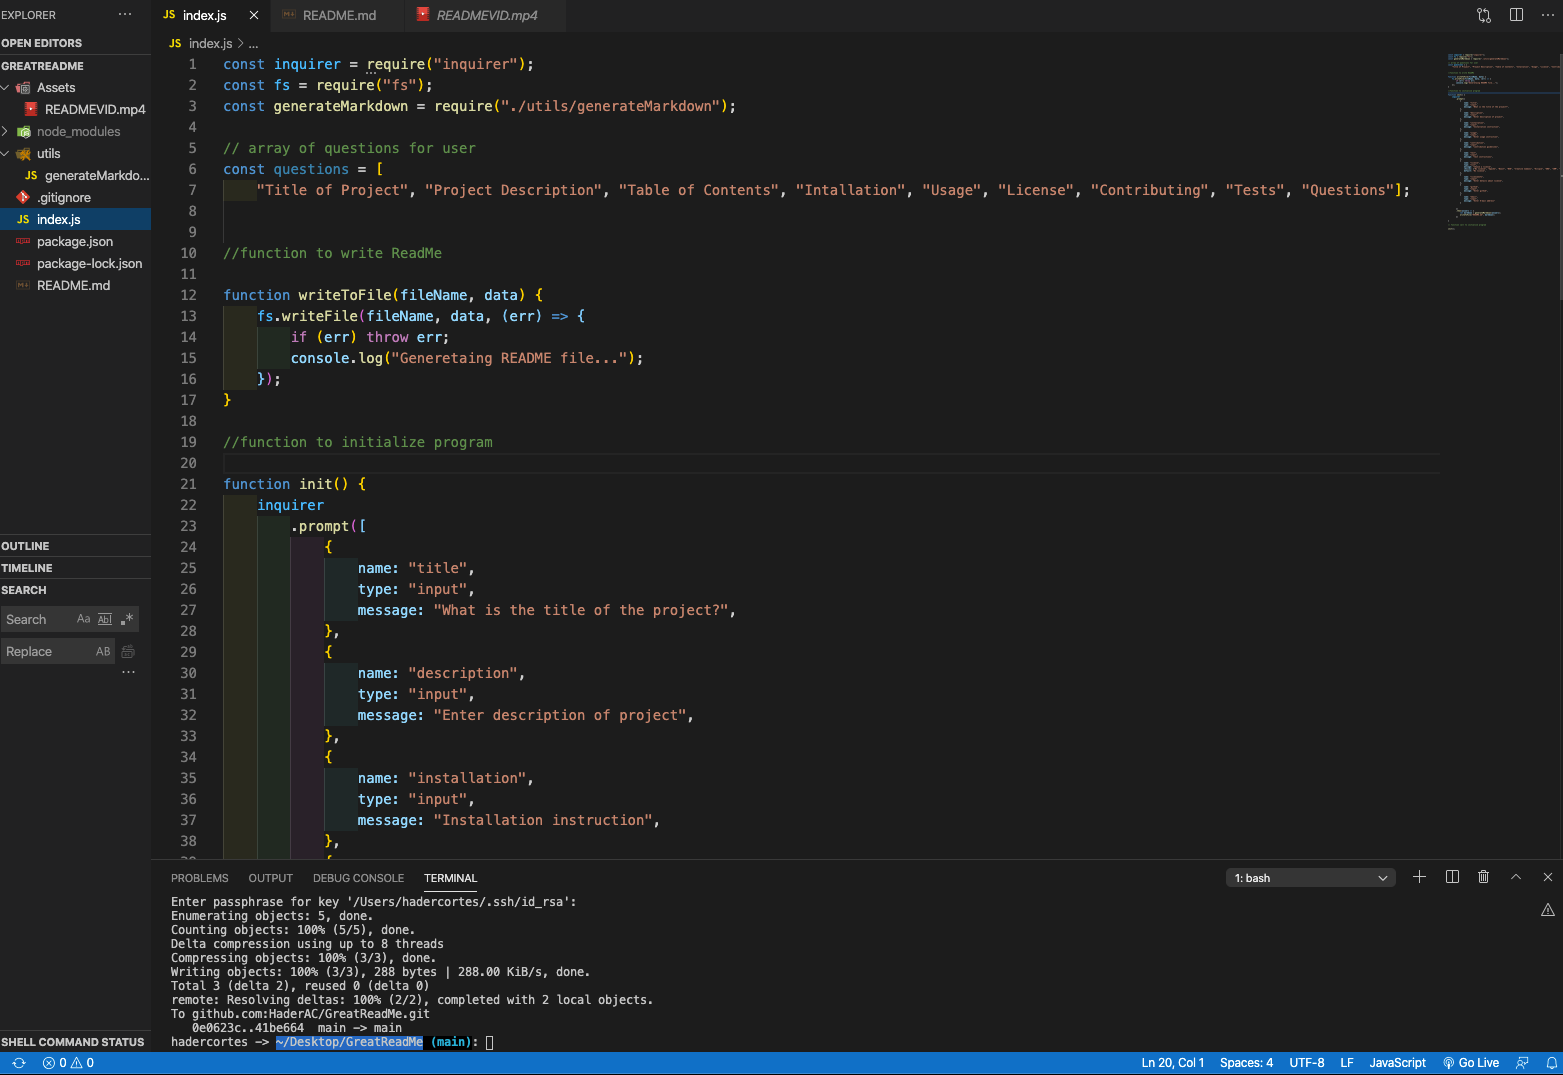 EXPLORER
OPEN EDITORS
GREATREADME
Assets
READMEVID.mp4
node_modules
utils
JS generateMarkdo...
.gitignore
JS index.js
package.json
package-lock.json
README.md
OUTLINE
TIMELINE
SEARCH
Search Aa Abl .*
Replace AB
...
SHELL COMMAND STATUS
JS index.js × README.md READMEVID.mp4
JS index.js > ...
1 const inquirer = require("inquirer");
2 const fs = require("fs");
3 const generateMarkdown = require("./utils/generateMarkdown");
4
5 // array of questions for user
6 const questions = [
7 "Title of Project", "Project Description", "Table of Contents", "Intallation", "Usage", "License", "Contributing", "Tests", "Questions"];
8
9
10 //function to write ReadMe
11
12 function writeToFile(fileName, data) {
13 fs.writeFile(fileName, data, (err) => {
14 if (err) throw err;
15 console.log("Generetaing README file...");
16 });
17 }
18
19 //function to initialize program
20
21 function init() {
22 inquirer
23 .prompt([
24 {
25 name: "title",
26 type: "input",
27 message: "What is the title of the project?",
28 },
29 {
30 name: "description",
31 type: "input",
32 message: "Enter description of project",
33 },
34 {
35 name: "installation",
36 type: "input",
37 message: "Installation instruction",
38 },
39 {
PROBLEMS OUTPUT DEBUG CONSOLE TERMINAL 1: bash
Enter passphrase for key '/Users/hadercortes/.ssh/id_rsa':
Enumerating objects: 5, done.
Counting objects: 100% (5/5), done.
Delta compression using up to 8 threads
Compressing objects: 100% (3/3), done.
Writing objects: 100% (3/3), 288 bytes | 288.00 KiB/s, done.
Total 3 (delta 2), reused 0 (delta 0)
remote: Resolving deltas: 100% (2/2), completed with 2 local objects.
To github.com:HaderAC/GreatReadMe.git
0e0623c..41be664 main -> main
hadercortes -> ~/Desktop/GreatReadMe (main):
0 0 Ln 20, Col 1 Spaces: 4 UTF-8 LF JavaScript Go Live